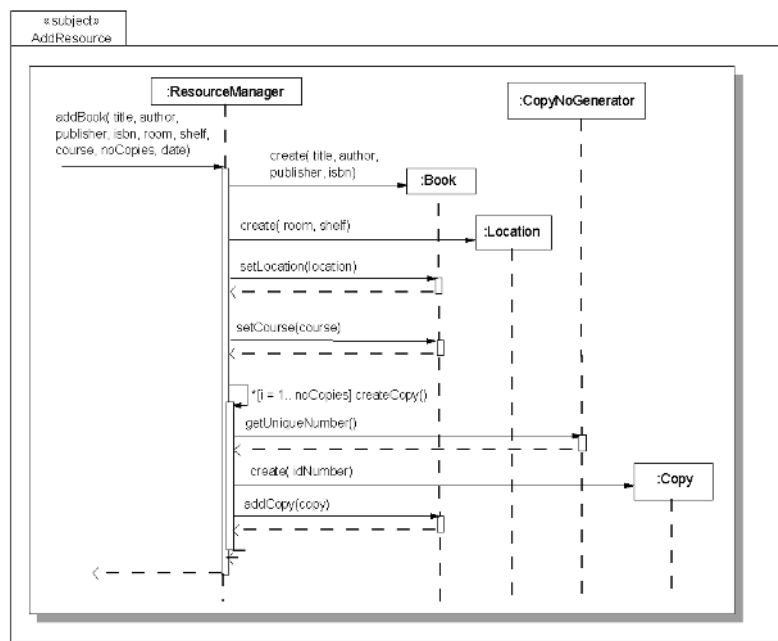 «subject»
AddResource
:ResourceManager
:CopyNoGenerator
addBook( title, author,
publisher, isbn, room, shelf,
course, noCopies, date)
create( title, author,
publisher, isbn)
:Book
create( room, shelf)
:Location
setLocation(location)
setCourse(course)
*[i = 1.. noCopies] createCopy()
getUniqueNumber()
create( idNumber)
:Copy
addCopy(copy)